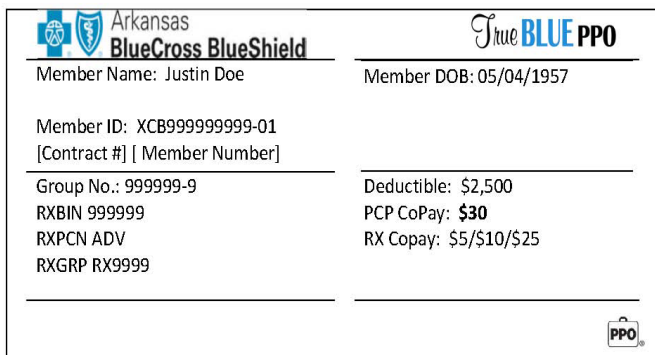 Arkansas
BlueCross BlueShield
True BLUE PPO
Member Name: Justin Doe
Member DOB: 05/04/1957
Member ID: XCB999999999-01
[Contract #] [ Member Number]
Group No.: 999999-9
RXBIN 999999
RXPCN ADV
RXGRP RX9999
Deductible: $2,500
PCP CoPay: $30
RX Copay: $5/$10/$25
PPO®